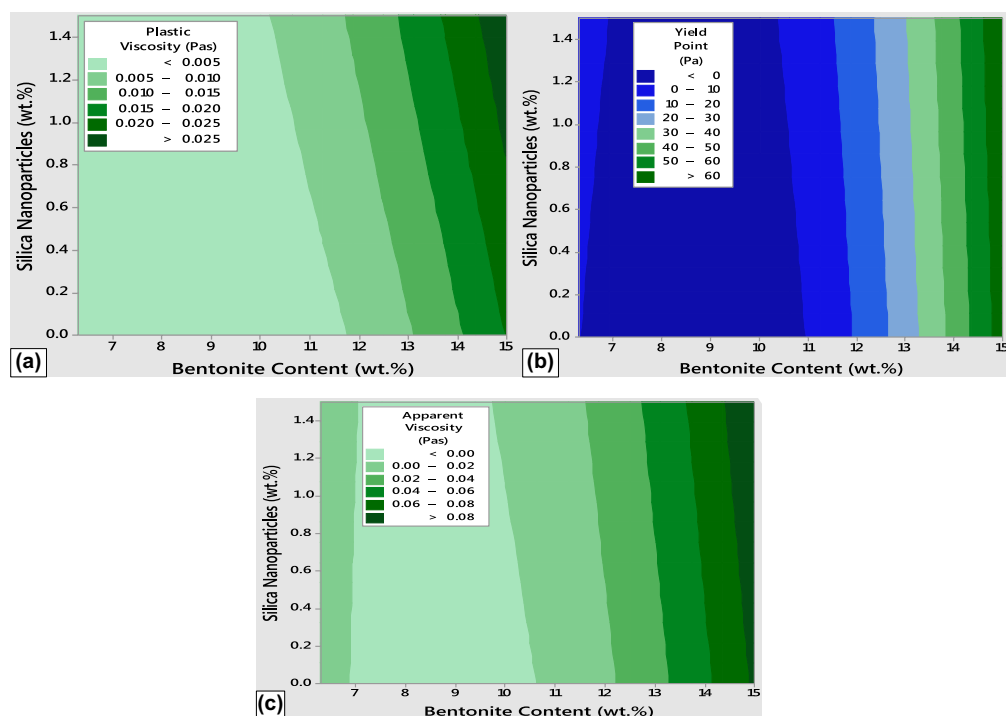 Plastic
Viscosity (Pas)
< 0.005
0.005 – 0.010
0.010 – 0.015
0.015 – 0.020
0.020 – 0.025
> 0.025
Silica Nanoparticles (wt.%)
1.4
1.2
1.0
0.8
0.6
0.4
0.2
0.0
7 8 9 10 11 12 13 14 15
Bentonite Content (wt.%)
(a)
Yield
Point
(Pa)
< 0
0 – 10
10 – 20
20 – 30
30 – 40
40 – 50
50 – 60
> 60
Silica Nanoparticles (wt.%)
1.4
1.2
1.0
0.8
0.6
0.4
0.2
0.0
7 8 9 10 11 12 13 14 15
Bentonite Content (wt.%)
(b)
Apparent
Viscosity
(Pas)
< 0.00
0.00 – 0.02
0.02 – 0.04
0.04 – 0.06
0.06 – 0.08
> 0.08
Silica Nanoparticles (wt.%)
1.4
1.2
1.0
0.8
0.6
0.4
0.2
0.0
7 8 9 10 11 12 13 14 15
Bentonite Content (wt.%)
(c)